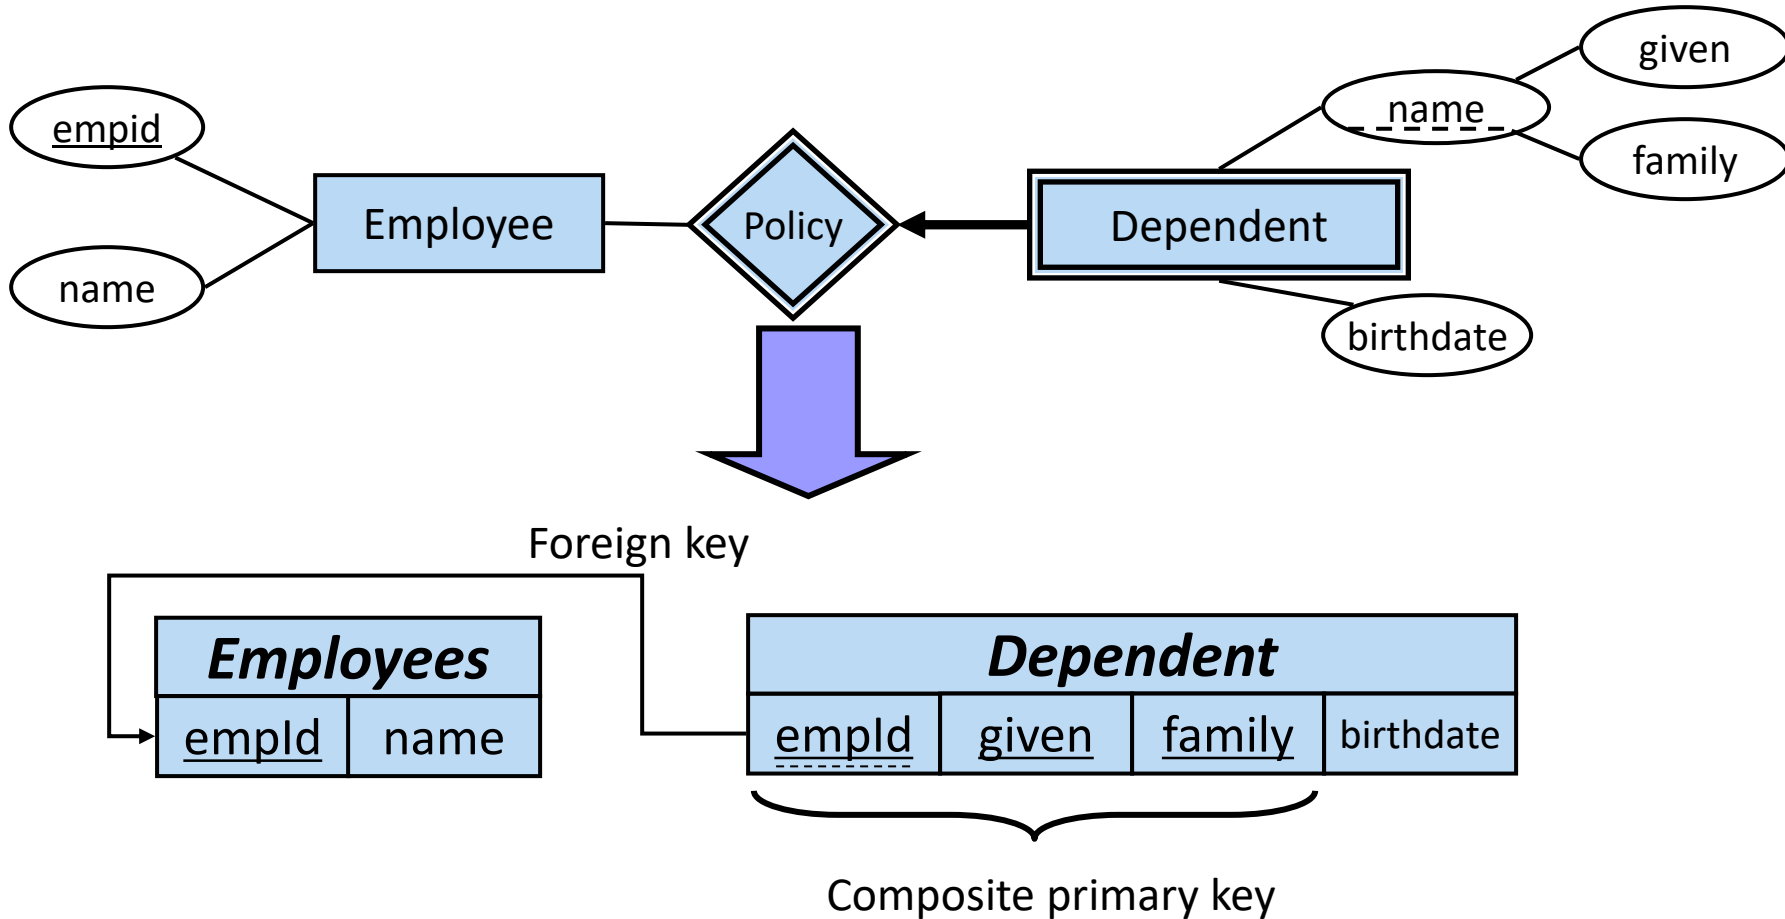 given
name
empid
family
Employee
Policy
Dependent
name
birthdate
Foreign key
Employees
empId name
Dependent
empId given family birthdate
Composite primary key